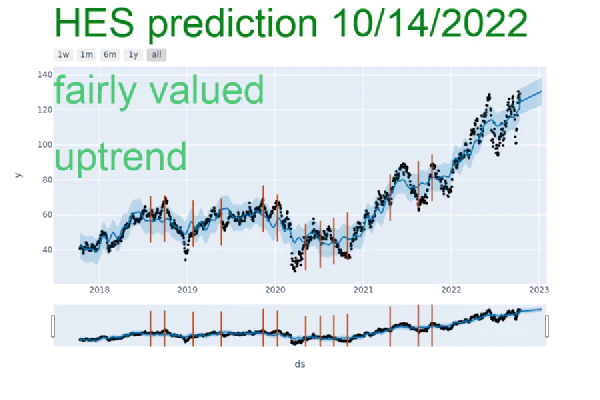 HES prediction 10/14/2022
1w 1m 6m 1y all
fairly valued
uptrend
140
120
100
80
60
40
y
2018 2019 2020 2021 2022 2023
ds